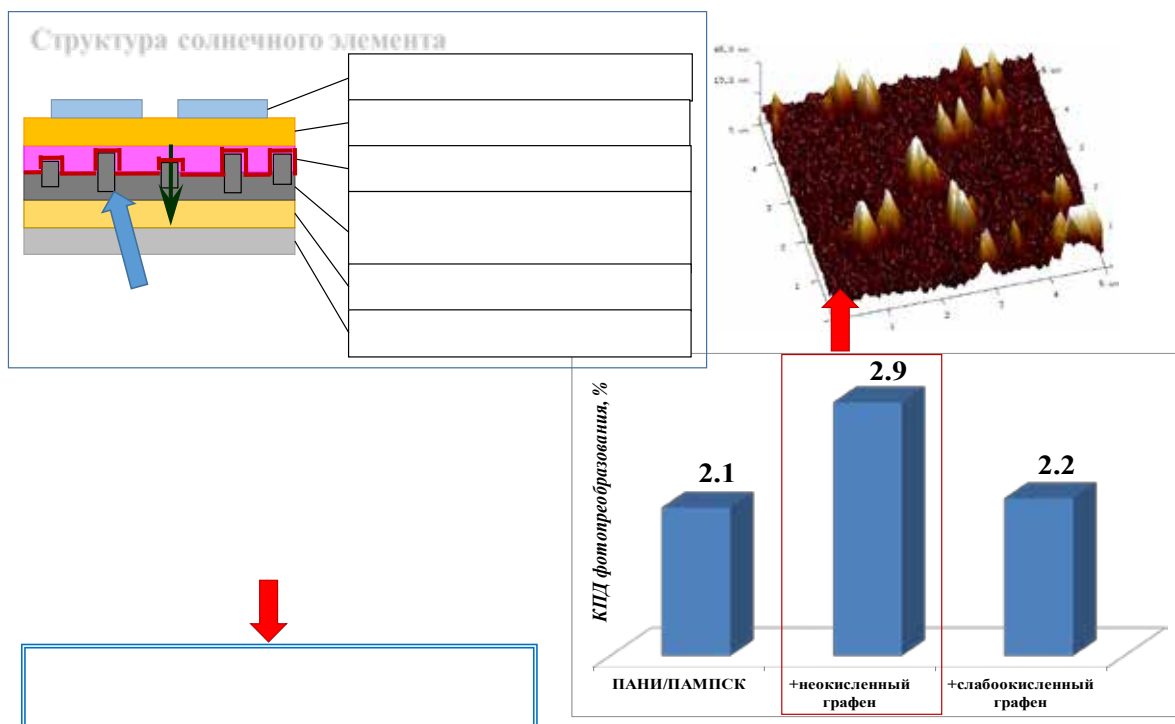 Структура солнечного элемента
КПД фотопреобразования, %
2.1
2.9
2.2
ПАНИ/ПАМПСК
+неокисленный
графен
+слабоокисленный
графен